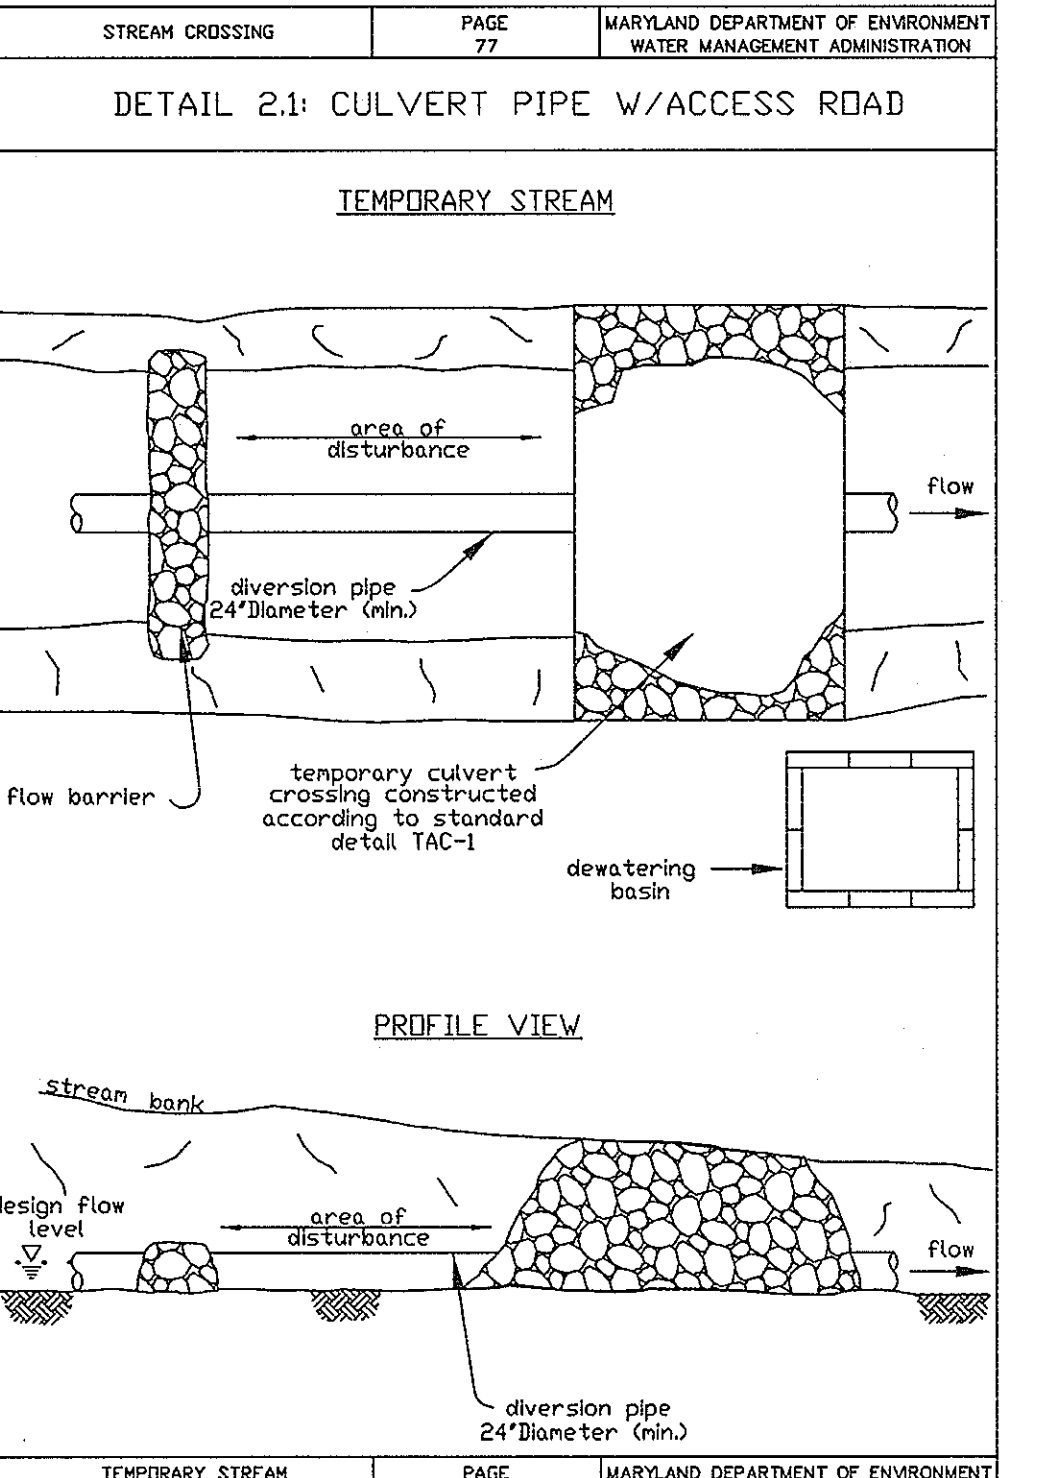 STREAM CROSSING
PAGE
77
MARYLAND DEPARTMENT OF ENVIRONMENT
WATER MANAGEMENT ADMINISTRATION
DETAIL 2.1: CULVERT PIPE W/ACCESS ROAD
TEMPORARY STREAM
area of
disturbance
flow
diversion pipe
24"Diameter (min.)
flow barrier
temporary culvert
crossing constructed
according to standard
detail TAC-1
dewatering
basin
PROFILE VIEW
stream bank
design flow
level
area of
disturbance
flow
diversion pipe
24"Diameter (min.)
TEMPORARY STREAM
PAGE
MARYLAND DEPARTMENT OF ENVIRONMENT